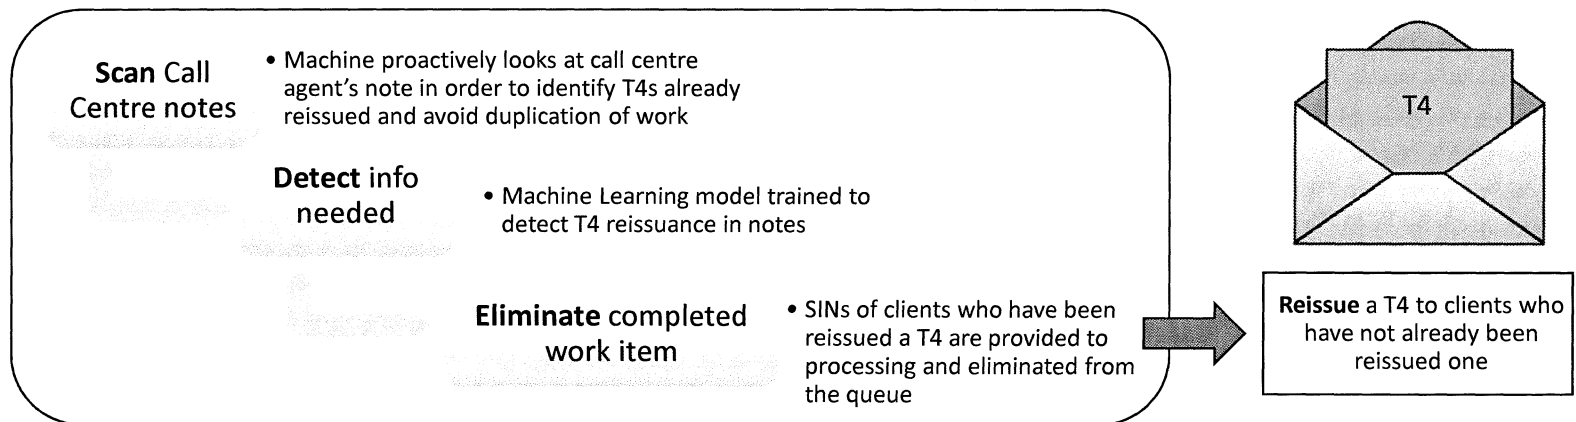 Scan Call
Centre notes
• Machine proactively looks at call centre
agent's note in order to identify T4s already
reissued and avoid duplication of work
Detect info
needed
• Machine Learning model trained to
detect T4 reissuance in notes
Eliminate completed
work item
• SINs of clients who have been
reissued a T4 are provided to
processing and eliminated from
the queue
T4
Reissue a T4 to clients who
have not already been
reissued one